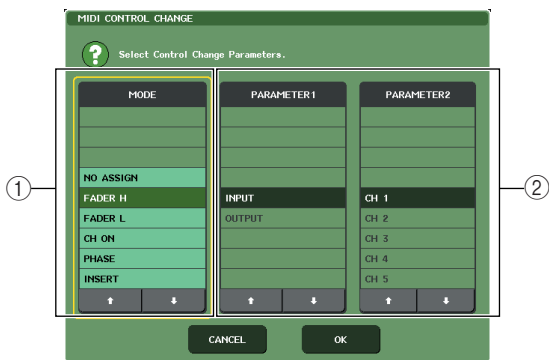 MIDI CONTROL CHANGE
?
Select Control Change Parameters.
1
2
MODE
NO ASSIGN
FADER H
FADER L
CH ON
PHASE
INSERT
PARAMETER1
INPUT
OUTPUT
PARAMETER2
CH 1
CH 2
CH 3
CH 4
CH 5
CANCEL
OK